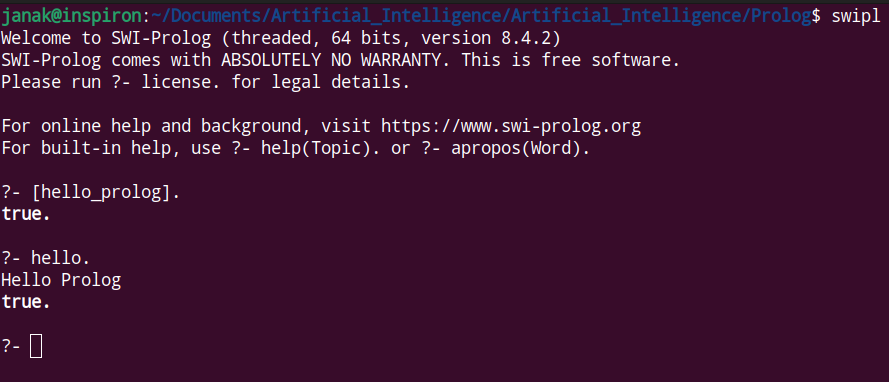 janak@inspiron:~/Documents/Artificial_Intelligence/Artificial_Intelligence/Prolog$ swipl
Welcome to SWI-Prolog (threaded, 64 bits, version 8.4.2)
SWI-Prolog comes with ABSOLUTELY NO WARRANTY. This is free software.
Please run ?- license. for legal details.

For online help and background, visit https://www.swi-prolog.org
For built-in help, use ?- help(Topic). or ?- apropos(Word).

?- [hello_prolog].
true.

?- hello.
Hello Prolog
true.

?-